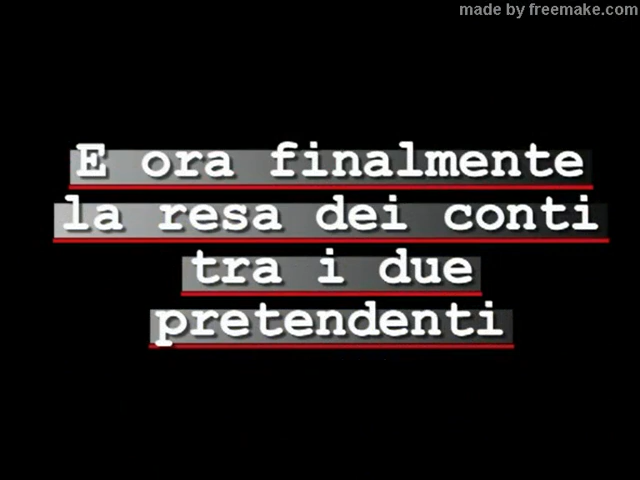 made by freemake.com
E ora finalmente
la resa dei conti
tra i due
pretendenti